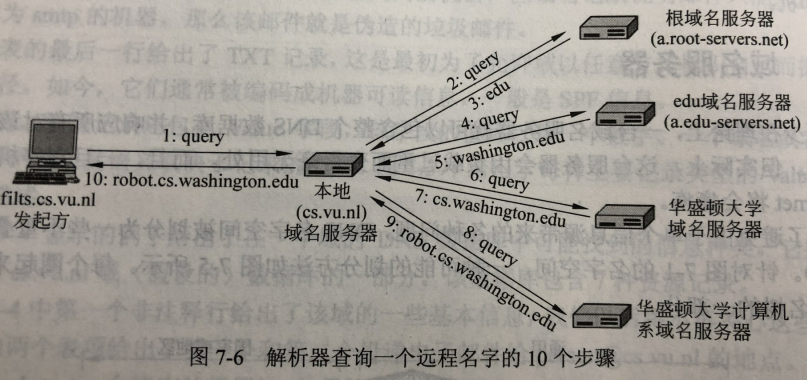 根域名服务器
(a.root-servers.net)
2: query
3: edu
4: query
edu域名服务器
(a.edu-servers.net)
1: query
5: washington.edu
6: query
10: robot.cs.washington.edu
本地
(cs.vu.nl)
域名服务器
7: cs.washington.edu
华盛顿大学
域名服务器
filts.cs.vu.nl
发起方
8: query
9: robot.cs.washington.edu
华盛顿大学计算机
系域名服务器
图 7-6 解析器查询一个远程名字的 10 个步骤